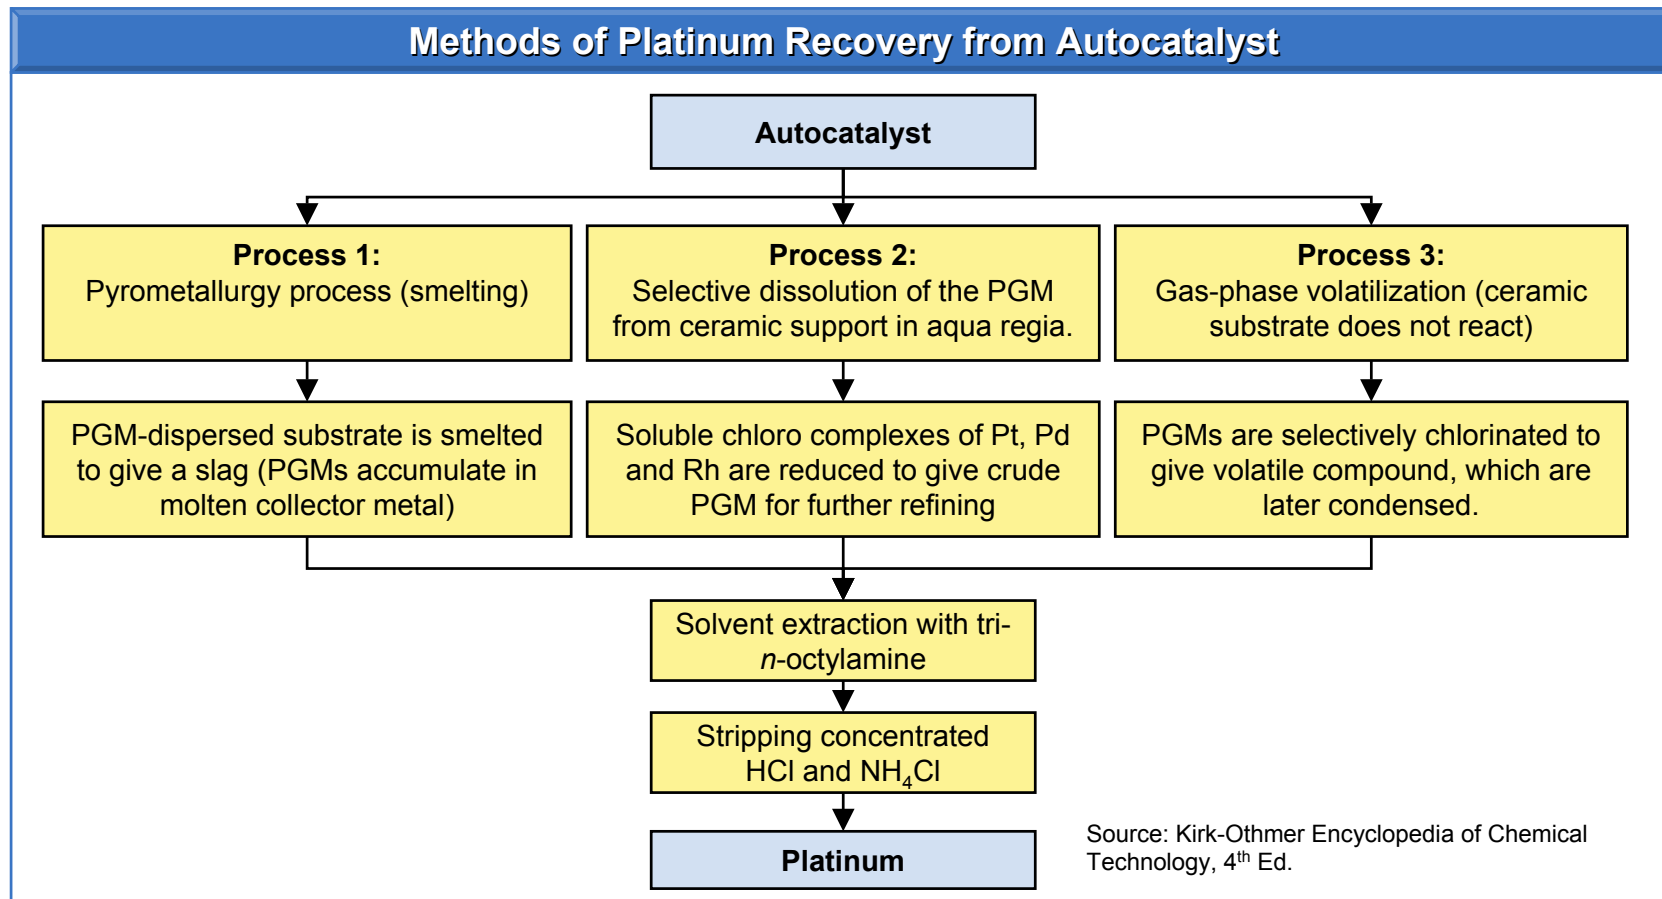 Methods of Platinum Recovery from Autocatalyst
Autocatalyst
Process 1:
Pyrometallurgy process (smelting)
Process 2:
Selective dissolution of the PGM
from ceramic support in aqua regia.
Process 3:
Gas-phase volatilization (ceramic
substrate does not react)
PGM-dispersed substrate is smelted
to give a slag (PGMs accumulate in
molten collector metal)
Soluble chloro complexes of Pt, Pd
and Rh are reduced to give crude
PGM for further refining
PGMs are selectively chlorinated to
give volatile compound, which are
later condensed.
Solvent extraction with tri-
n-octylamine
Stripping concentrated
HCl and NH₄Cl
Platinum
Source: Kirk-Othmer Encyclopedia of Chemical
Technology, 4th Ed.